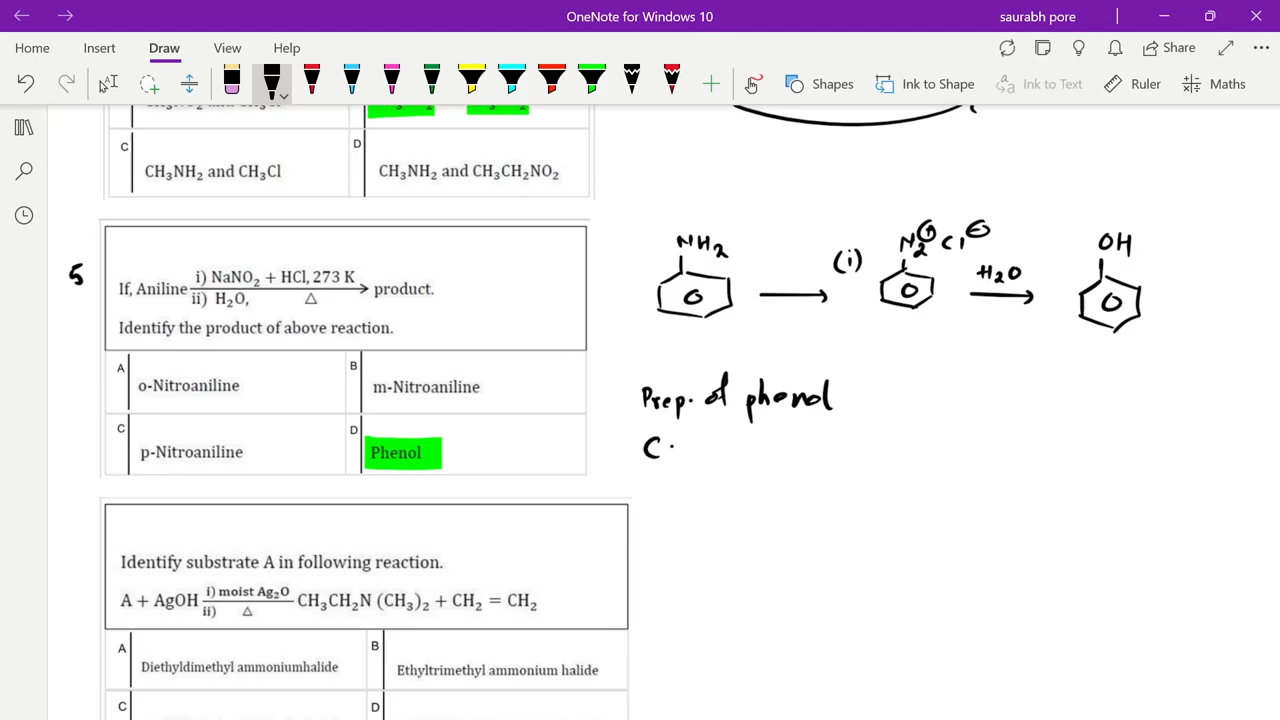 OneNote for Windows 10
saurabh pore
Home Insert Draw View Help
Share
Shapes
Ink to Shape
Ink to Text
Ruler
Maths
C
CH₃NH₂ and CH₃Cl
D
CH₃NH₂ and CH₃CH₂NO₂
5
If, Aniline i) NaNO₂ + HCl, 273 K product.
ii) H₂O, △
Identify the product of above reaction.
A
o-Nitroaniline
B
m-Nitroaniline
C
p-Nitroaniline
D
Phenol
NH₂
(i)
N₂⊕ Cl⊖
H₂O
OH
Prep. of phenol
C.
Identify substrate A in following reaction.
A + AgOH i) moist Ag₂O CH₃CH₂N (CH₃)₂ + CH₂ = CH₂
ii) △
A
Diethyldimethyl ammoniumhalide
B
Ethyltrimethyl ammonium halide
C
D